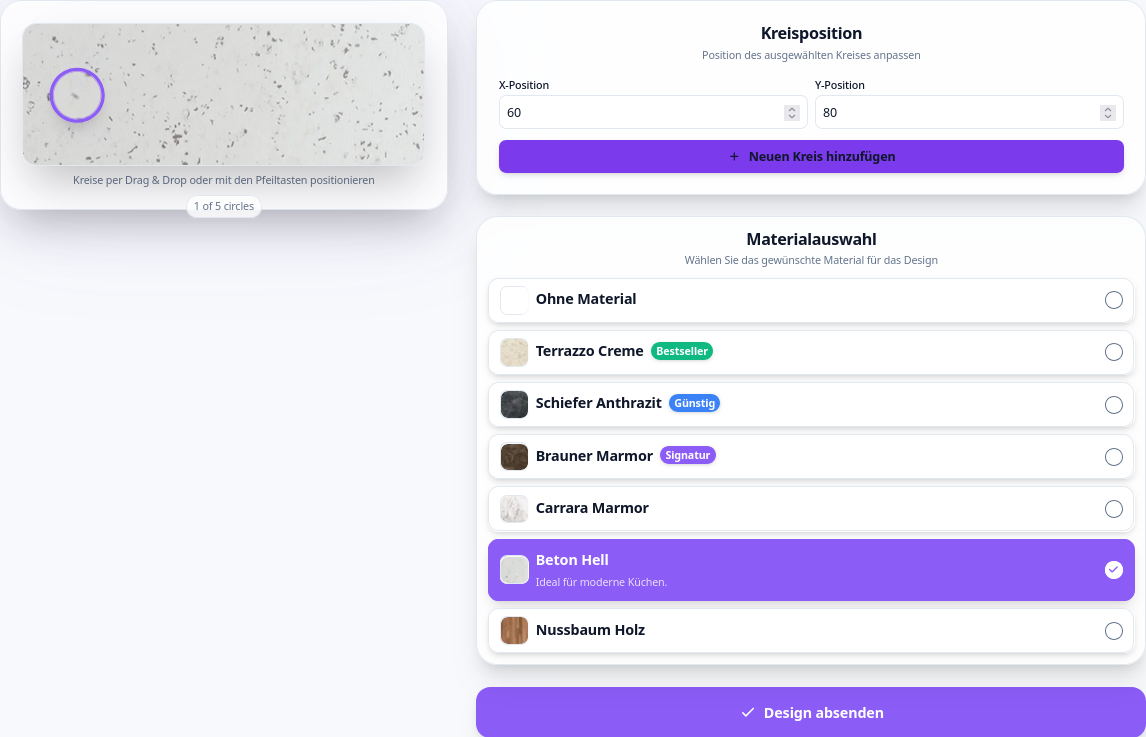 Kreise per Drag & Drop oder mit den Pfeiltasten positionieren
1 of 5 circles
Kreisposition
Position des ausgewählten Kreises anpassen
X-Position
Y-Position
60
80
+ Neuen Kreis hinzufügen
Materialauswahl
Wählen Sie das gewünschte Material für das Design
Ohne Material
Terrazzo Creme Bestseller
Schiefer Anthrazit Günstig
Brauner Marmor Signatur
Carrara Marmor
Beton Hell
Ideal für moderne Küchen.
Nussbaum Holz
Design absenden